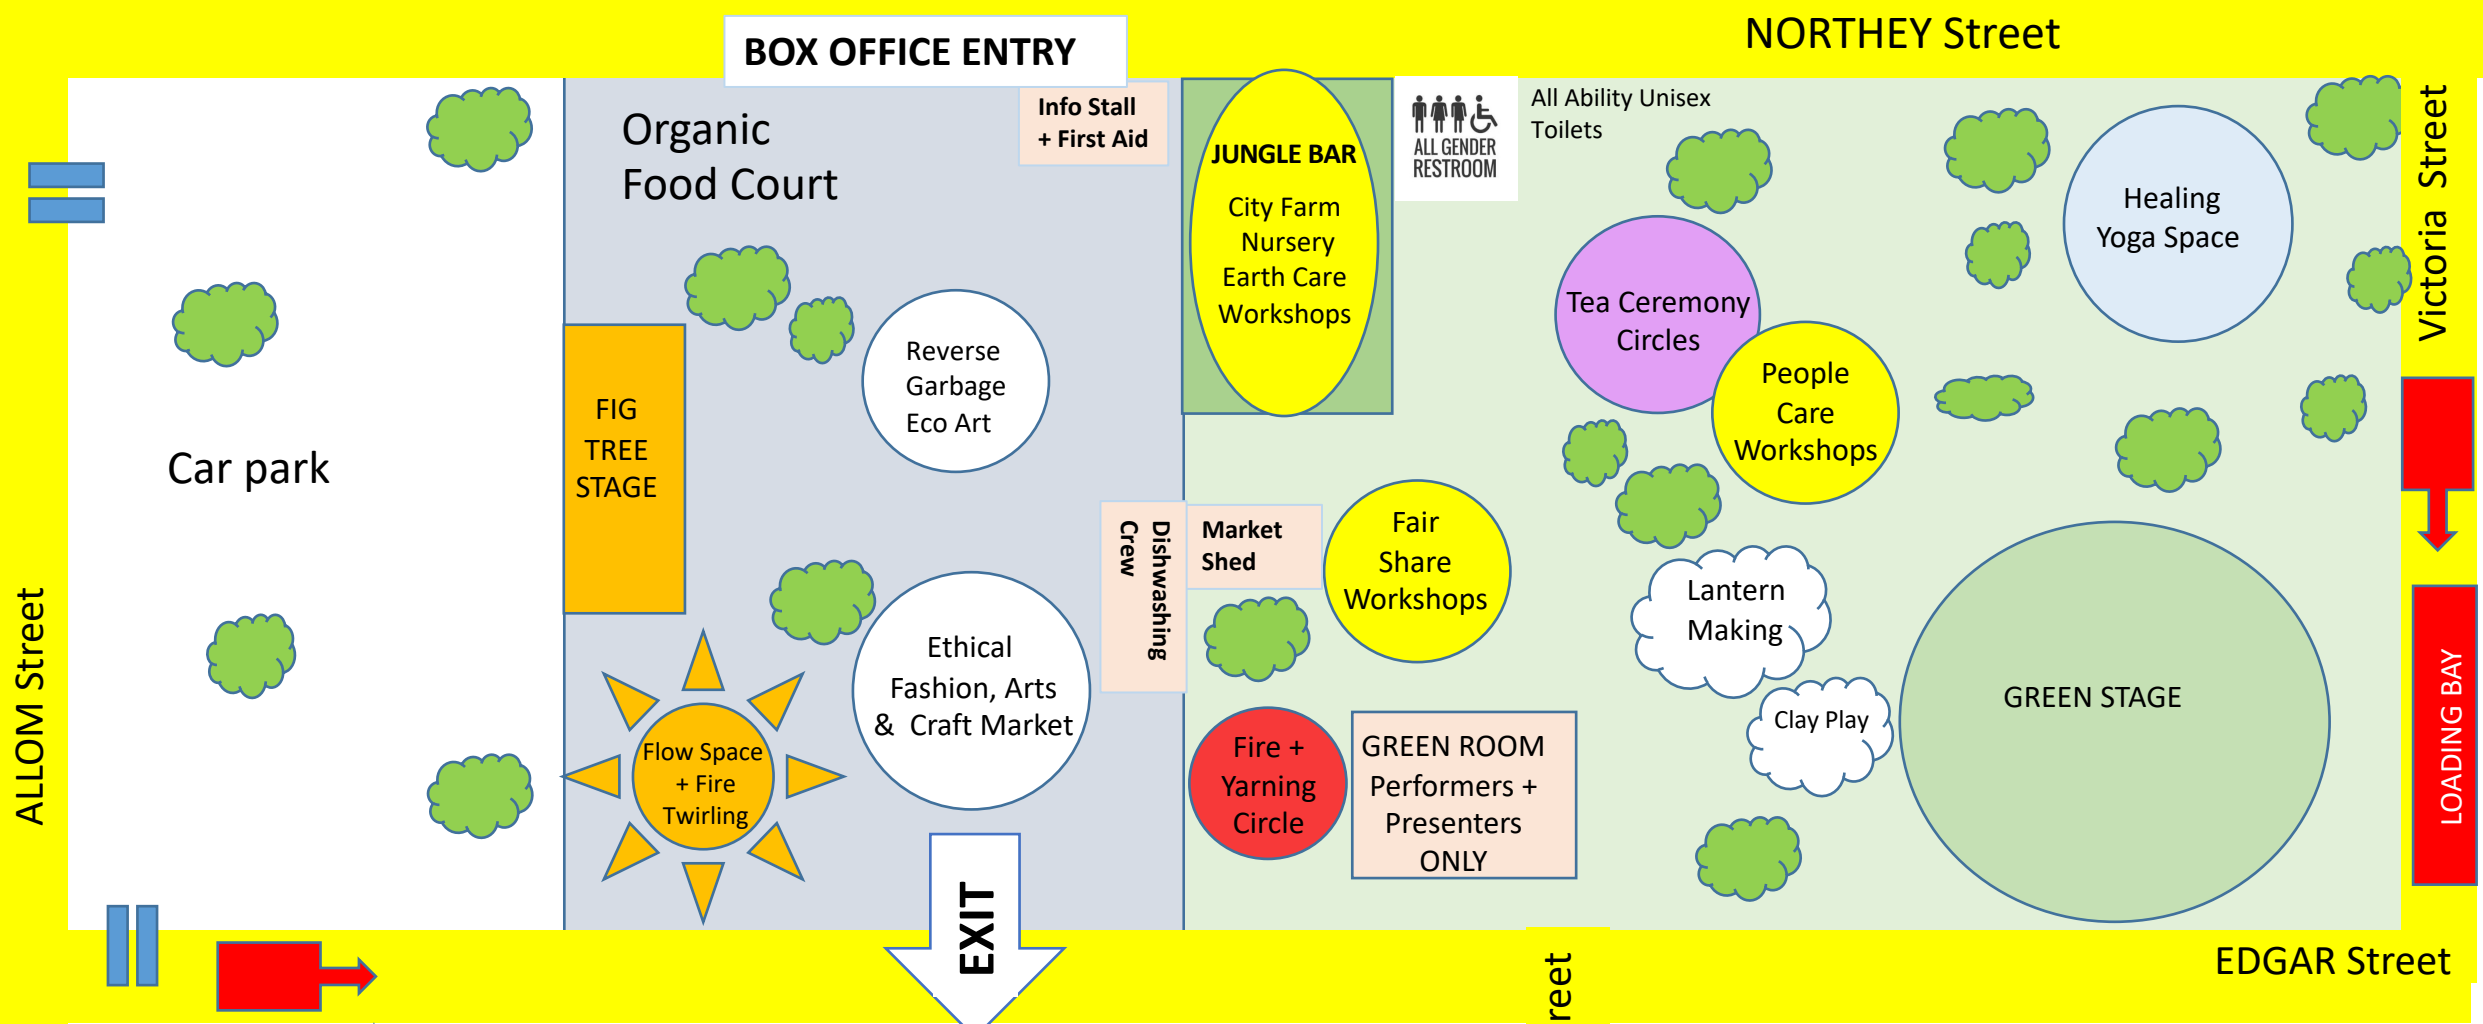 BOX OFFICE ENTRY
NORTHEY Street
Organic
Food Court
Info Stall
+ First Aid
JUNGLE BAR
City Farm
Nursery
Earth Care
Workshops
ALL GENDER
RESTROOM
All Ability Unisex
Toilets
Healing
Yoga Space
Victoria Street
Tea Ceremony
Circles
People
Care
Workshops
Reverse
Garbage
Eco Art
FIG
TREE
STAGE
Car park
Dishwashing
Crew
Market
Shed
Fair
Share
Workshops
Lantern
Making
Ethical
Fashion, Arts
& Craft Market
Clay Play
GREEN STAGE
LOADING BAY
ALLOM Street
Flow Space
+ Fire
Twirling
Fire +
Yarning
Circle
GREEN ROOM
Performers +
Presenters
ONLY
EXIT
reet
EDGAR Street